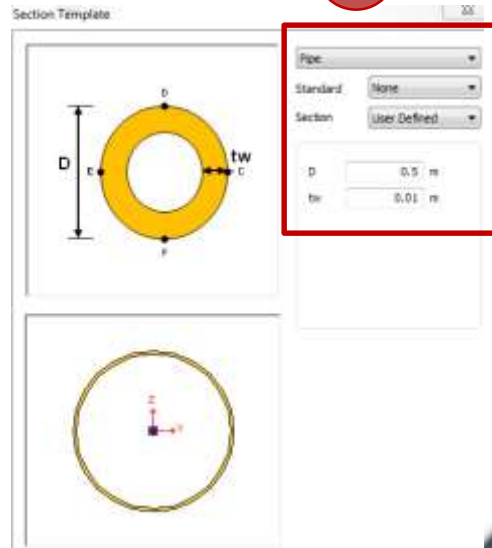 Section Template
Pipe
Standard None
Section User Defined
D
D
tw
E
C
F
D 0.5 m
tw 0.01 m
Z
Y